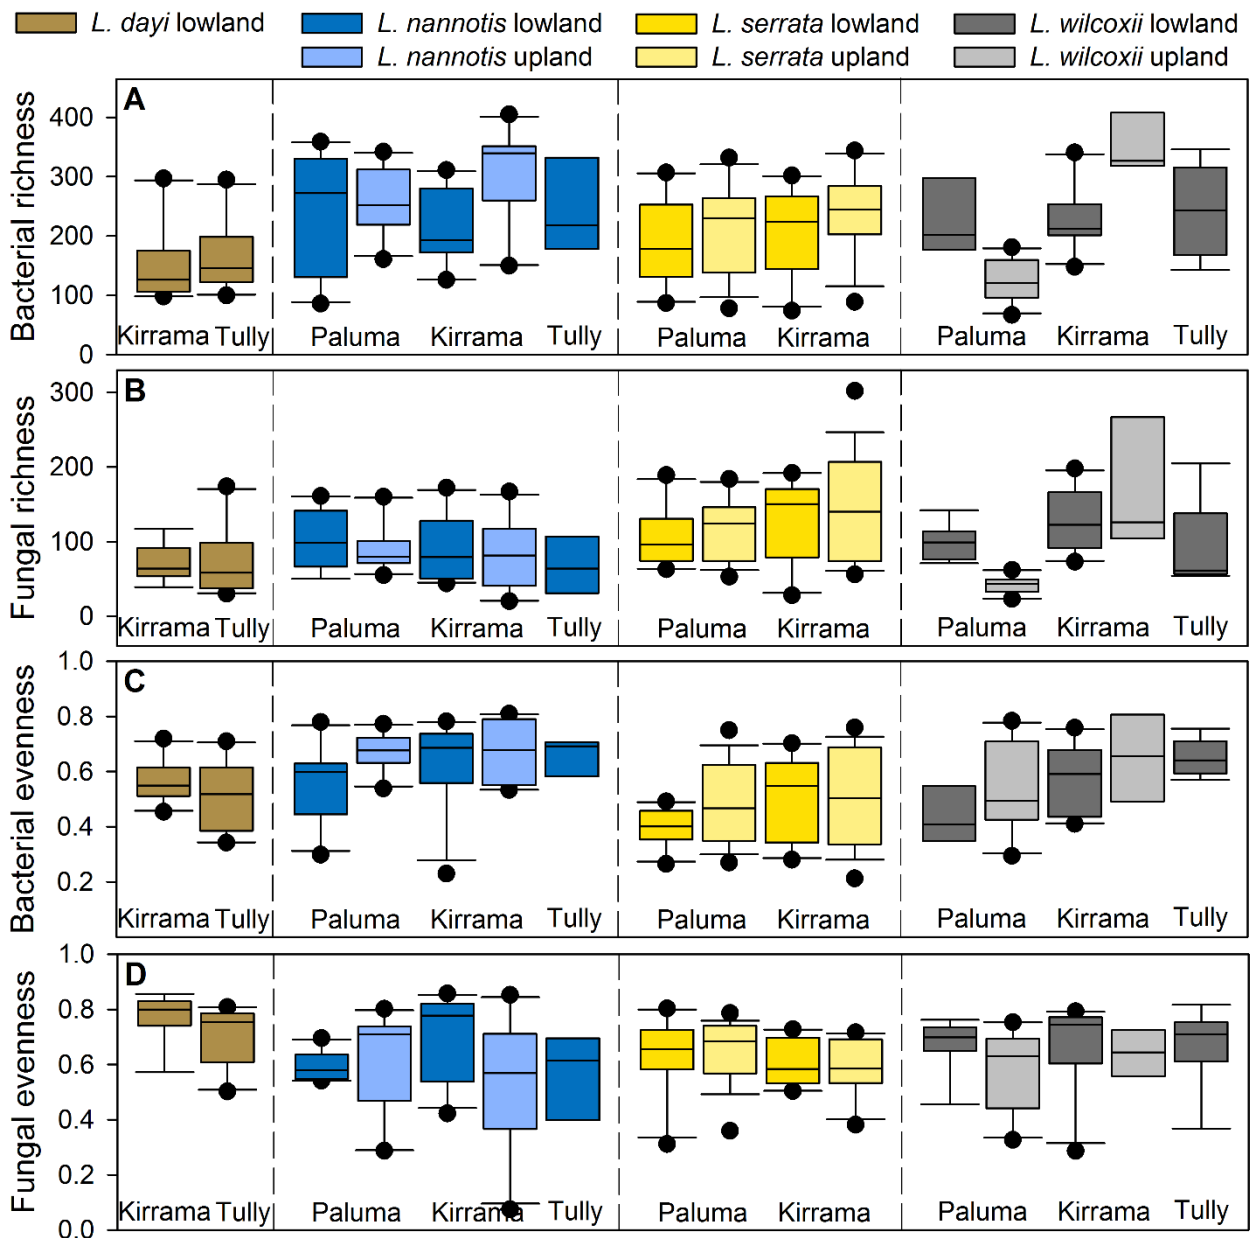 L. dayi lowland L. nannotis lowland L. serrata lowland L. wilcoxii lowland
L. nannotis upland L. serrata upland L. wilcoxii upland
A
Bacterial richness
400
300
200
100
0
Kirrama Tully Paluma Kirrama Tully Paluma Kirrama Paluma Kirrama Tully
B
Fungal richness
300
200
100
0
Kirrama Tully Paluma Kirrama Tully Paluma Kirrama Paluma Kirrama Tully
C
Bacterial evenness
1.0
0.8
0.6
0.4
0.2
Kirrama Tully Paluma Kirrama Tully Paluma Kirrama Paluma Kirrama Tully
D
Fungal evenness
1.0
0.8
0.6
0.4
0.2
0.0
Kirrama Tully Paluma Kirrama Tully Paluma Kirrama Paluma Kirrama Tully